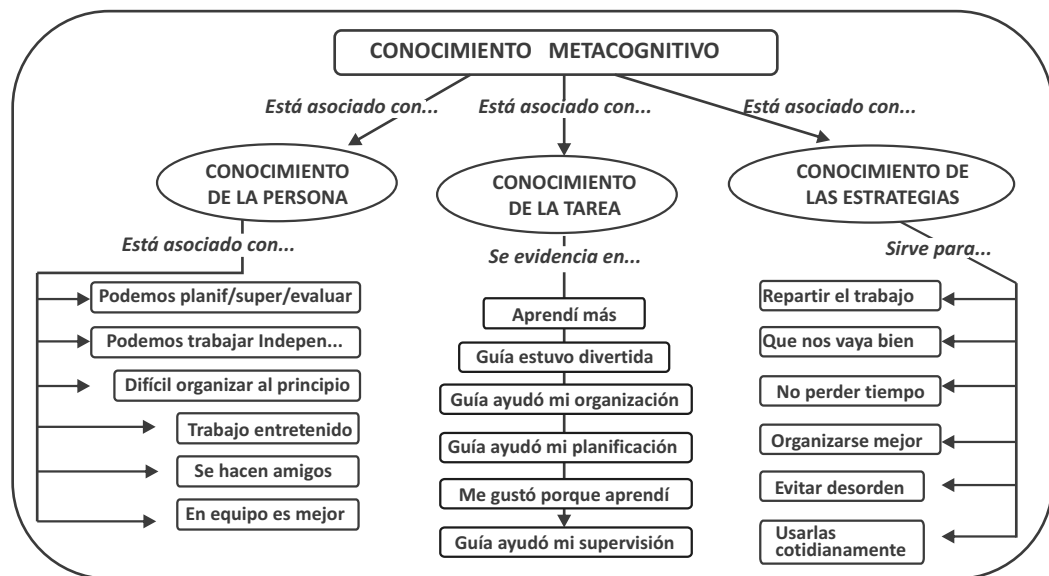 CONOCIMIENTO METACOGNITIVO
Está asociado con...
Está asociado con...
Está asociado con...
CONOCIMIENTO
DE LA PERSONA
CONOCIMIENTO
DE LA TAREA
CONOCIMIENTO DE
LAS ESTRATEGIAS
Está asociado con...
Podemos planif/super/evaluar
Podemos trabajar Indepen...
Difícil organizar al principio
Trabajo entretenido
Se hacen amigos
En equipo es mejor
Se evidencia en...
Aprendí más
Guía estuvo divertida
Guía ayudó mi organización
Guía ayudó mi planificación
Me gustó porque aprendí
Guía ayudó mi supervisión
Sirve para...
Repartir el trabajo
Que nos vaya bien
No perder tiempo
Organizarse mejor
Evitar desorden
Usarlas
cotidianamente